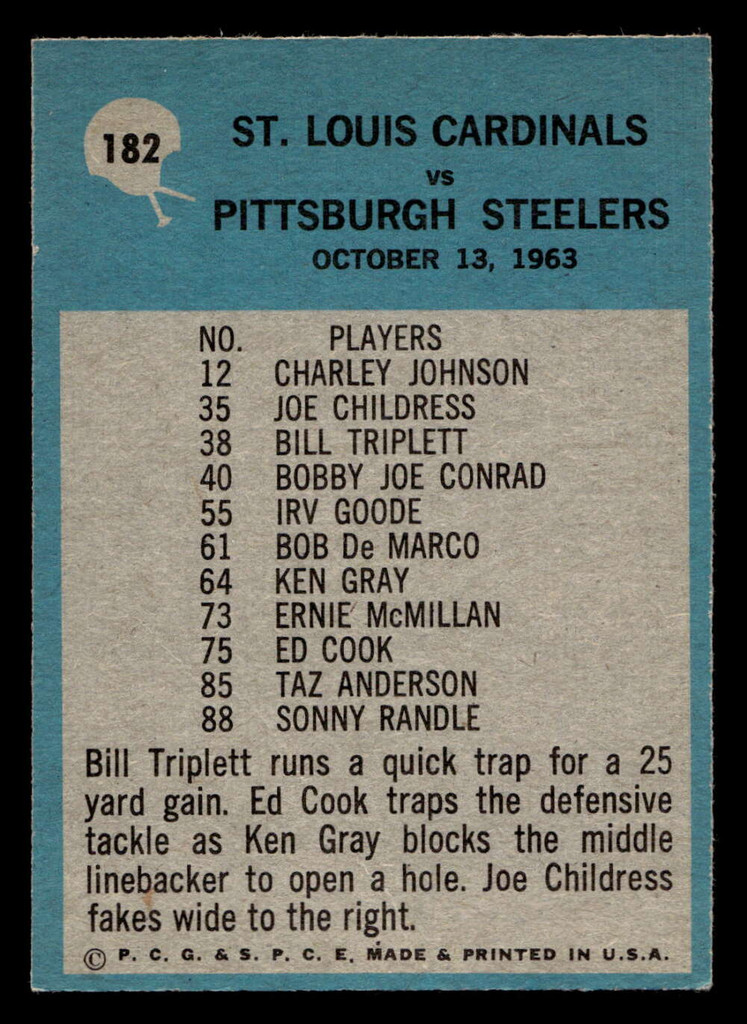 182
ST. LOUIS CARDINALS
VS
PITTSBURGH STEELERS
OCTOBER 13, 1963
NO. PLAYERS
12 CHARLEY JOHNSON
35 JOE CHILDRESS
38 BILL TRIPLETT
40 BOBBY JOE CONRAD
55 IRV GOODE
61 BOB De MARCO
64 KEN GRAY
73 ERNIE McMILLAN
75 ED COOK
85 TAZ ANDERSON
88 SONNY RANDLE
Bill Triplett runs a quick trap for a 25
yard gain. Ed Cook traps the defensive
tackle as Ken Gray blocks the middle
linebacker to open a hole. Joe Childress
fakes wide to the right.
© P. C. G. & S. P. C. E. MADE & PRINTED IN U.S.A.